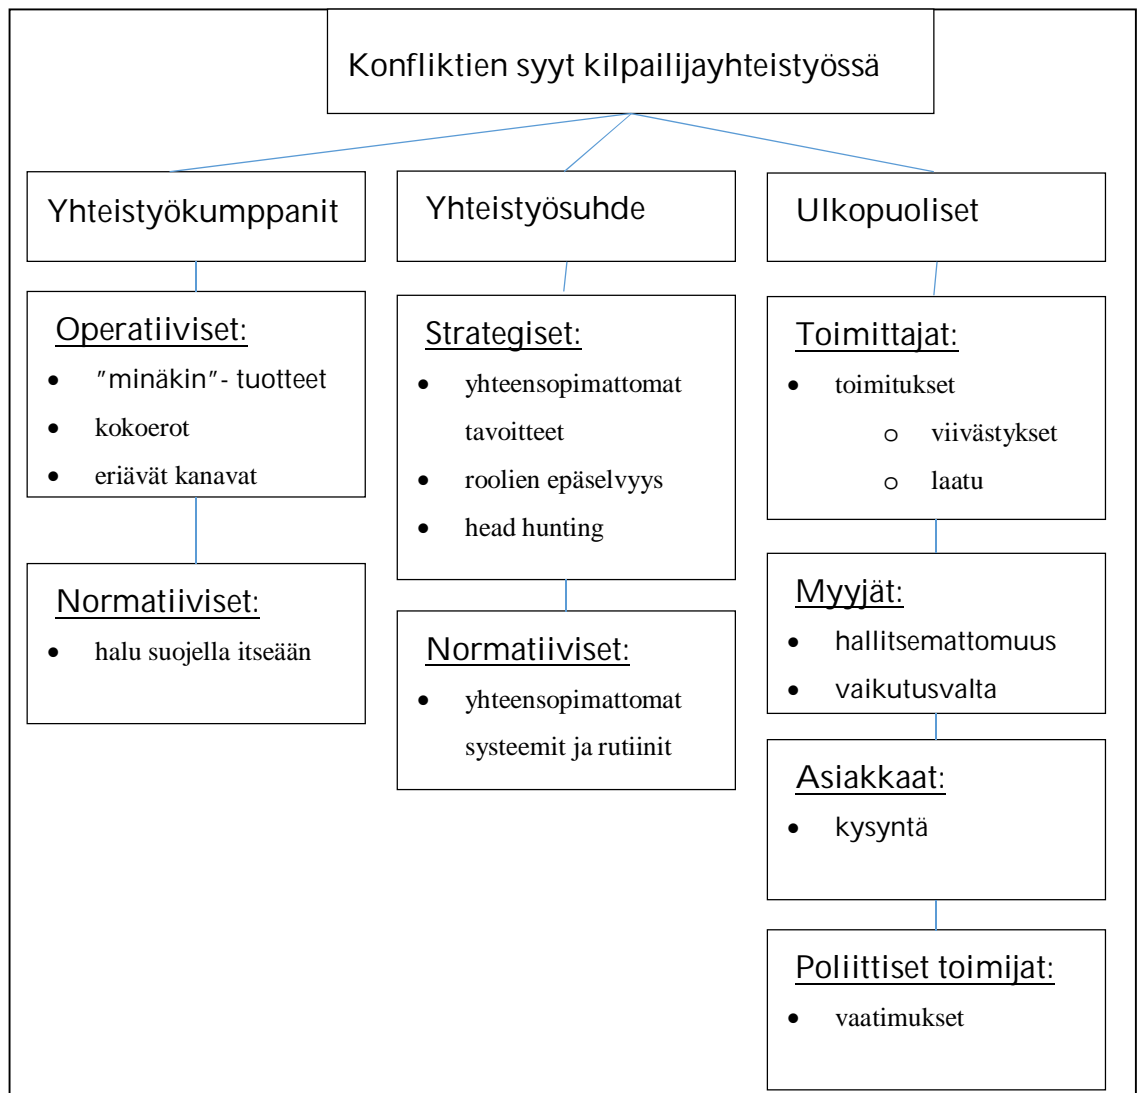 Konfliktien syyt kilpailijayhteistyössä
Yhteistyökumppanit
Operatiiviset:
• "minäkin"- tuotteet
• kokoerot
• eriävät kanavat
Normatiiviset:
• halu suojella itseään
Yhteistyösuhde
Strategiset:
• yhteensopimattomat
tavoitteet
• roolien epäselvyys
• head hunting
Normatiiviset:
• yhteensopimattomat
systeemit ja rutiinit
Ulkopuoliset
Toimittajat:
• toimitukset
o viivästykset
o laatu
Myyjät:
• hallitsemattomuus
• vaikutusvalta
Asiakkaat:
• kysyntä
Poliittiset toimijat:
• vaatimukset